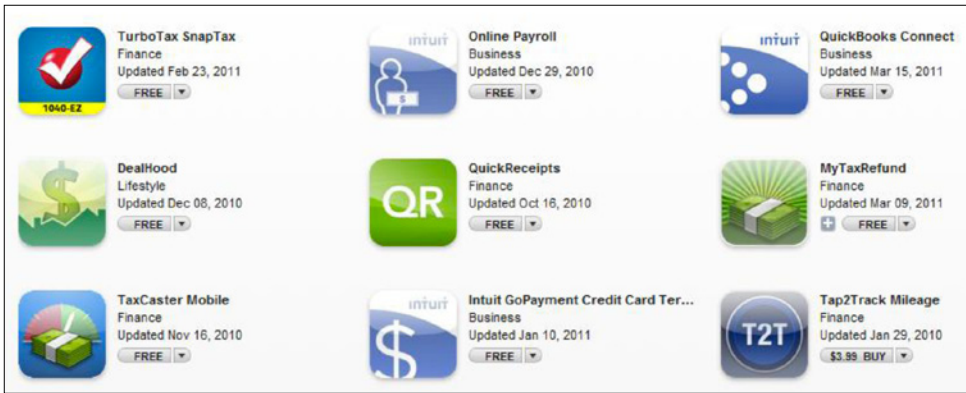 TurboTax SnapTax
Finance
Updated Feb 23, 2011
FREE
1040-EZ
intuit
Online Payroll
Business
Updated Dec 29, 2010
FREE
$
intuit
QuickBooks Connect
Business
Updated Mar 15, 2011
FREE
$
DealHood
Lifestyle
Updated Dec 08, 2010
FREE
QR
QuickReceipts
Finance
Updated Oct 16, 2010
FREE
MyTaxRefund
Finance
Updated Mar 09, 2011
+ FREE
TaxCaster Mobile
Finance
Updated Nov 16, 2010
FREE
intuit
$
Intuit GoPayment Credit Card Ter...
Business
Updated Jan 10, 2011
FREE
T2T
Tap2Track Mileage
Finance
Updated Jan 29, 2010
$3.99 BUY